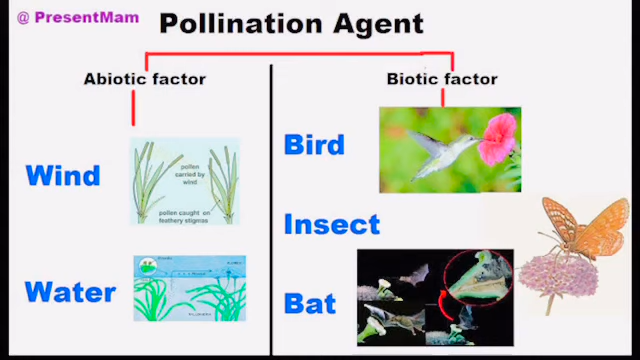 @ PresentMam
Pollination Agent
Abiotic factor
Biotic factor
Wind
pollen
carried by
wind
pollen caught on
feathery stigmas
Water
Bird
Insect
Bat